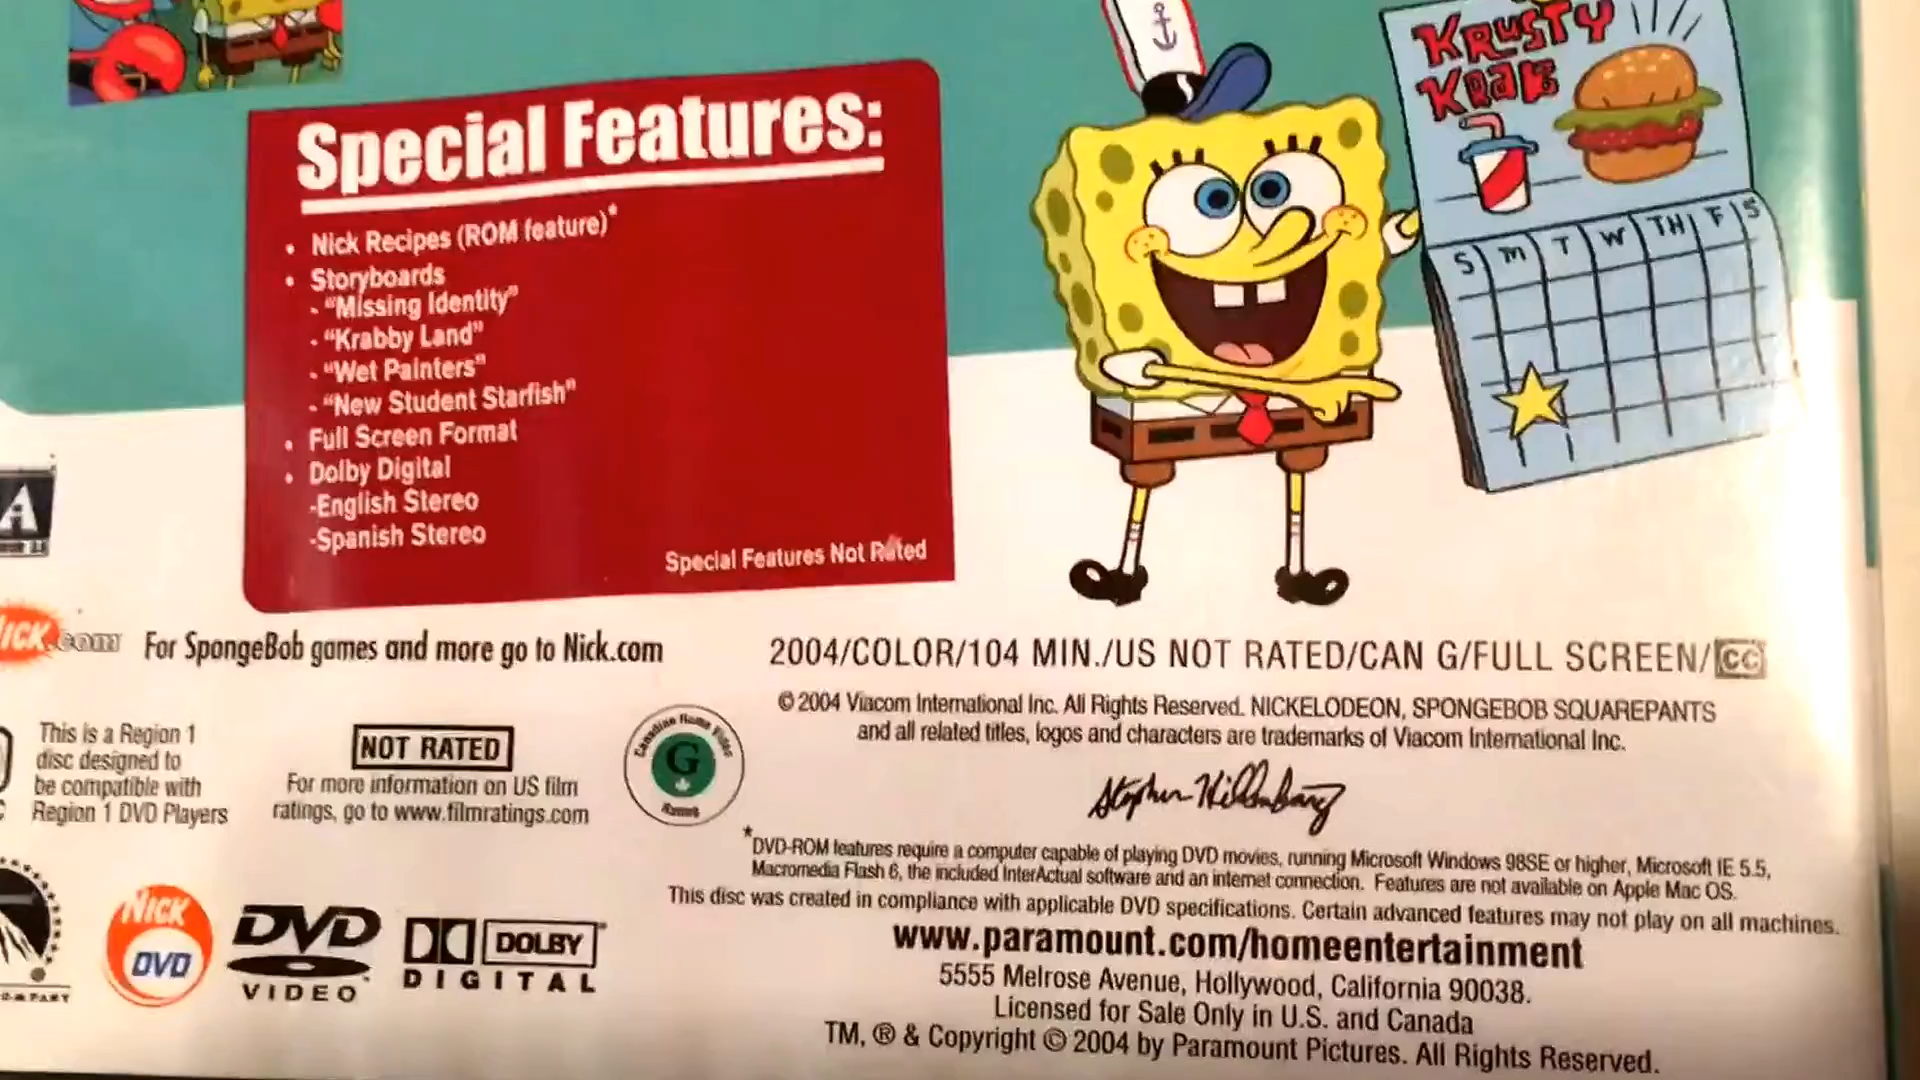 KRUSTY
KRAB
S M T W TH F S
Special Features:
• Nick Recipes (ROM feature)*
• Storyboards
- "Missing Identity"
- "Krabby Land"
- "Wet Painters"
- "New Student Starfish"
• Full Screen Format
• Dolby Digital
-English Stereo
-Spanish Stereo
Special Features Not Rated
NICK.com For SpongeBob games and more go to Nick.com
2004/COLOR/104 MIN./US NOT RATED/CAN G/FULL SCREEN/CC
© 2004 Viacom International Inc. All Rights Reserved. NICKELODEON, SPONGEBOB SQUAREPANTS
and all related titles, logos and characters are trademarks of Viacom International Inc.
This is a Region 1
disc designed to
be compatible with
Region 1 DVD Players
NOT RATED
For more information on US film
ratings, go to www.filmratings.com
Canadian Home Video
G
Stephen Hillenburg
*DVD-ROM features require a computer capable of playing DVD movies, running Microsoft Windows 98SE or higher, Microsoft IE 5.5,
Macromedia Flash 6, the included InterActual software and an internet connection. Features are not available on Apple Mac OS.
This disc was created in compliance with applicable DVD specifications. Certain advanced features may not play on all machines.
www.paramount.com/homeentertainment
5555 Melrose Avenue, Hollywood, California 90038.
Licensed for Sale Only in U.S. and Canada
TM, ® & Copyright © 2004 by Paramount Pictures. All Rights Reserved.
NICK
DVD
DVD
VIDEO
DOLBY
DIGITAL